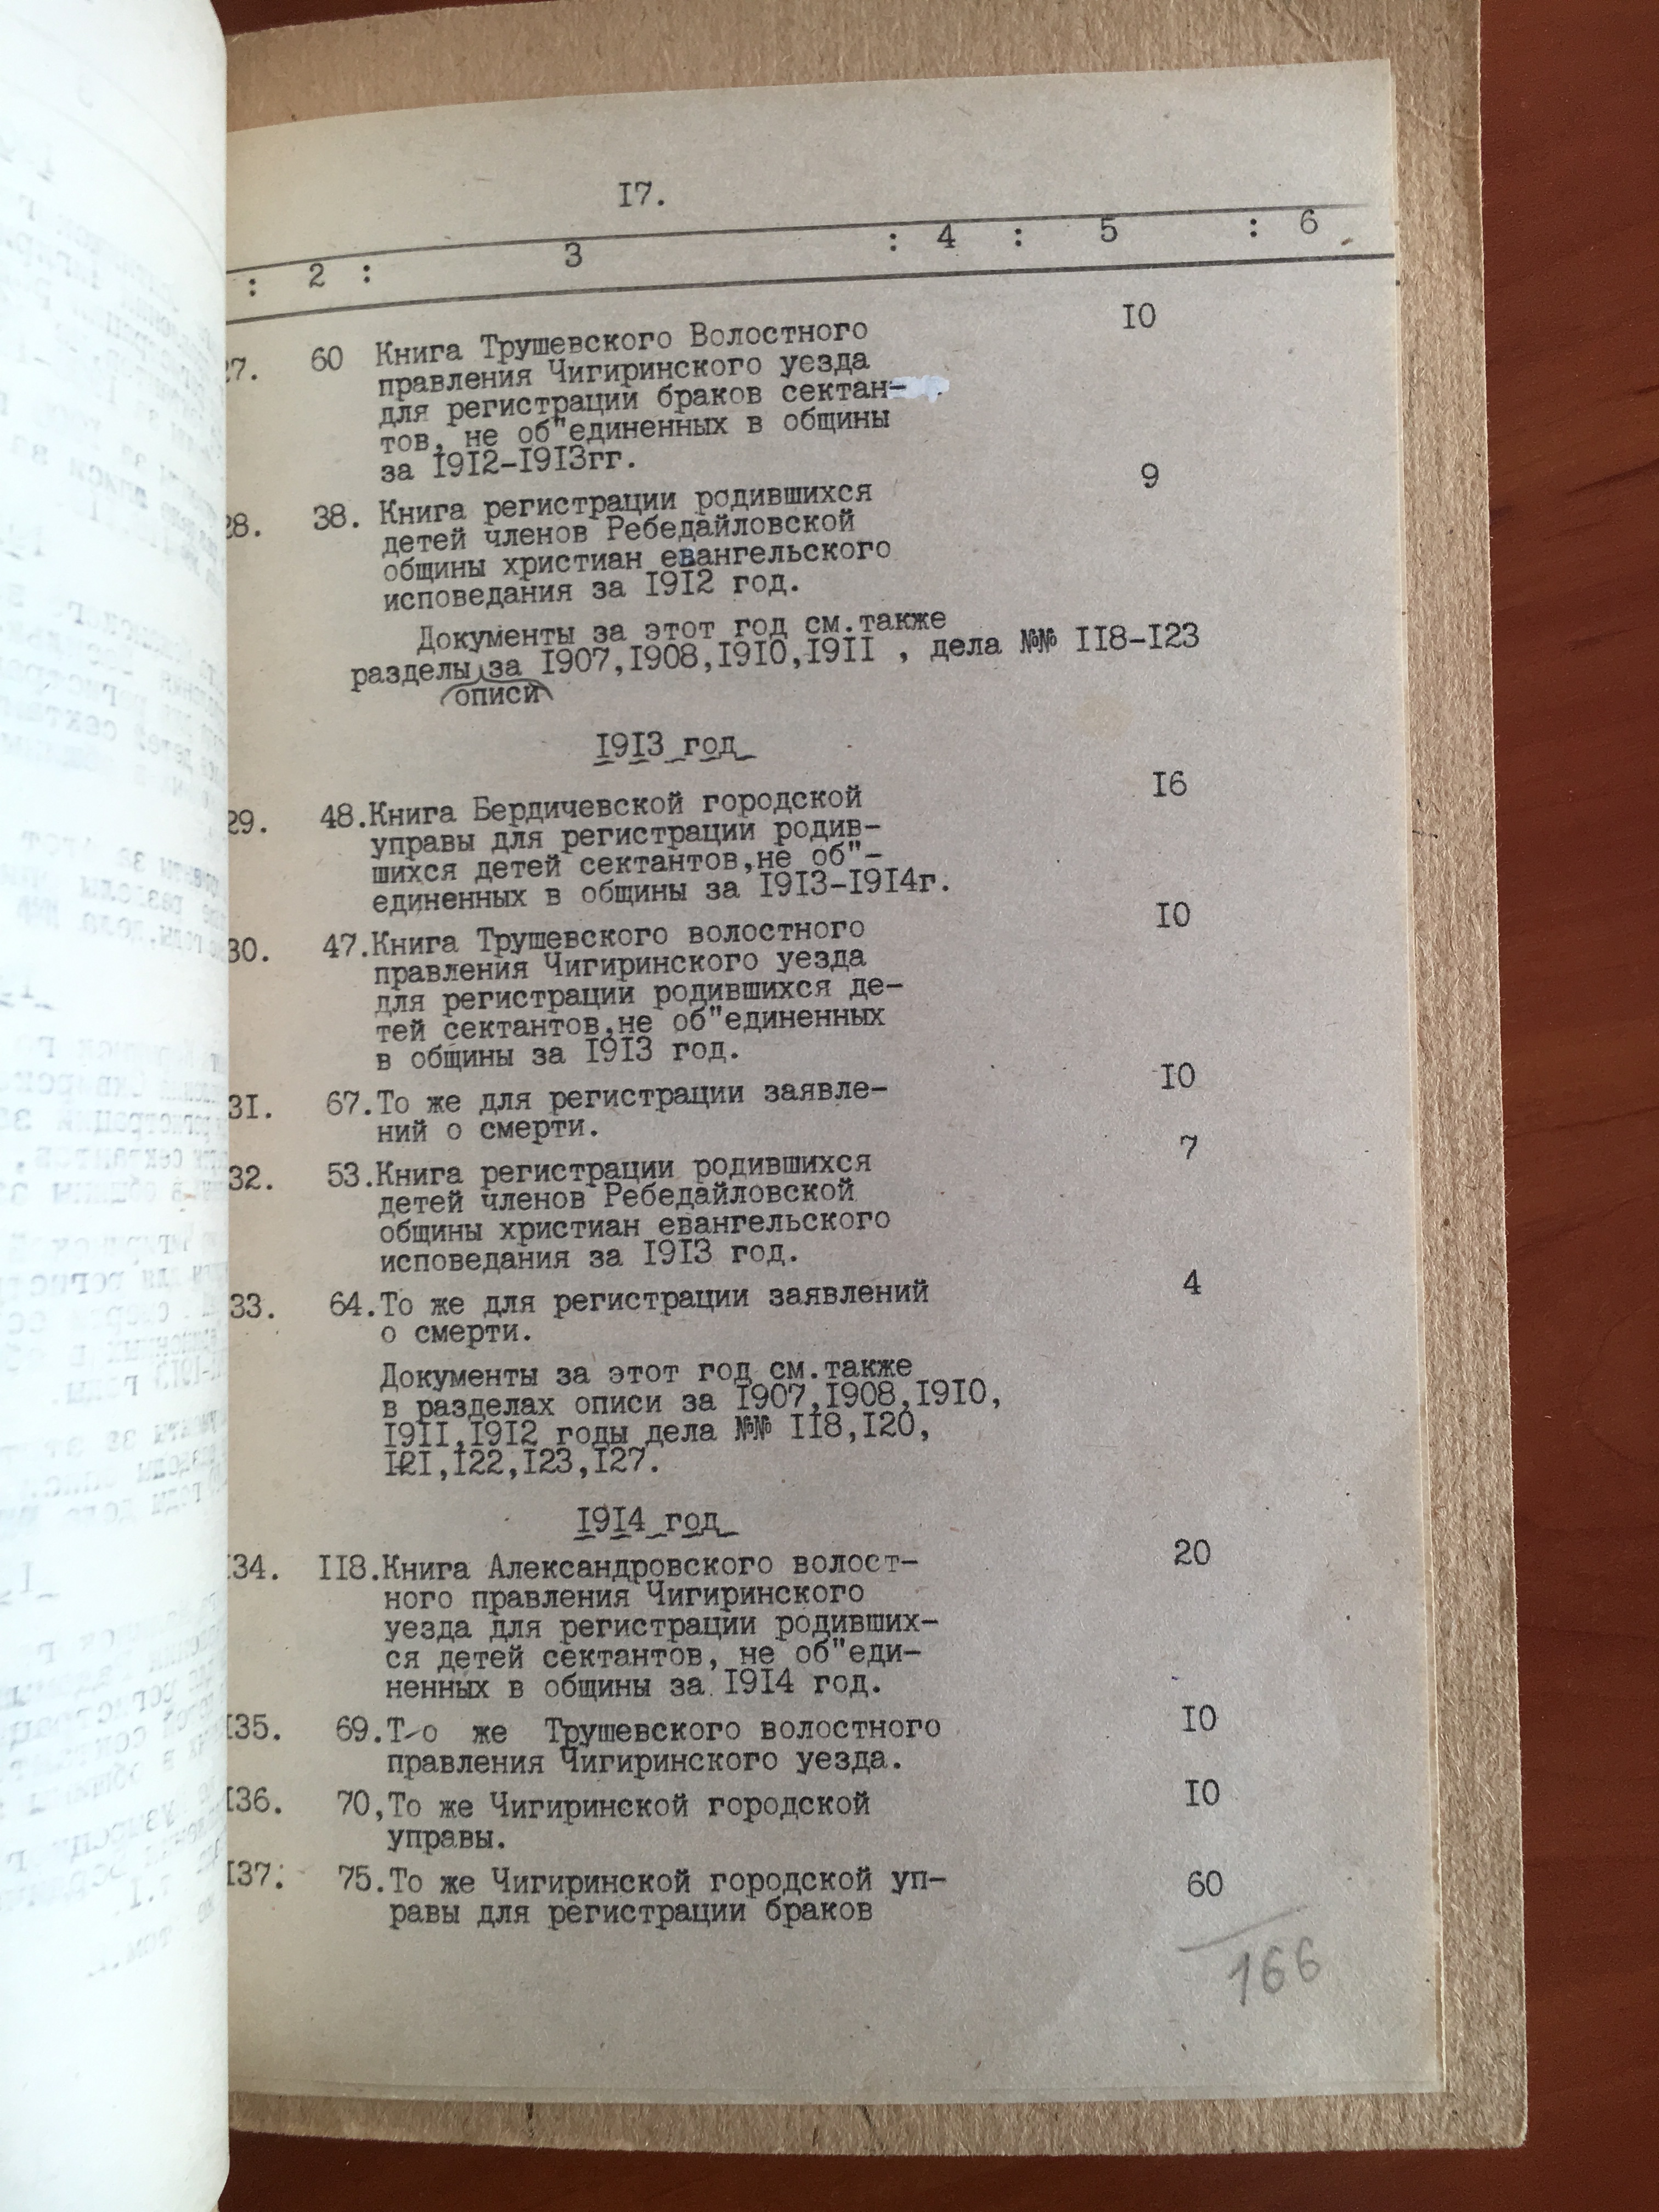 I7.
: 2 : 3 : 4 : 5 : 6
27. 60 Книга Трушевского Волостного I0
правления Чигиринского уезда
для регистрации браков сектан-
тов, не об"единенных в общины
за I9I2-I9I3гг.
28. 38. Книга регистрации родившихся 9
детей членов Ребедайловской
общины христиан евангельского
исповедания за I9I2 год.
Документы за этот год см.также
разделы за I907,I908,I9I0,I9II , дела №№ II8-I23
описи
I9I3 год
29. 48.Книга Бердичевской городской I6
управы для регистрации родив-
шихся детей сектантов,не об"-
единенных в общины за I9I3-I9I4г.
30. 47.Книга Трушевского волостного I0
правления Чигиринского уезда
для регистрации родившихся де-
тей сектантов,не об"единенных
в общины за I9I3 год.
3I. 67.То же для регистрации заявле- I0
ний о смерти.
32. 53.Книга регистрации родившихся 7
детей членов Ребедайловской
общины христиан евангельского
исповедания за I9I3 год.
33. 64.То же для регистрации заявлений 4
о смерти.
Документы за этот год см.также
в разделах описи за I907,I908,I9I0,
I9II,I9I2 годы дела №№ II8,I20,
I2I,I22,I23,I27.
I9I4 год
I34. II8.Книга Александровского волост- 20
ного правления Чигиринского
уезда для регистрации родивших-
ся детей сектантов, не об"еди-
ненных в общины за I9I4 год.
I35. 69.Т-о же Трушевского волостного I0
правления Чигиринского уезда.
I36. 70,То же Чигиринской городской I0
управы.
I37. 75.То же Чигиринской городской уп- 60
равы для регистрации браков
166